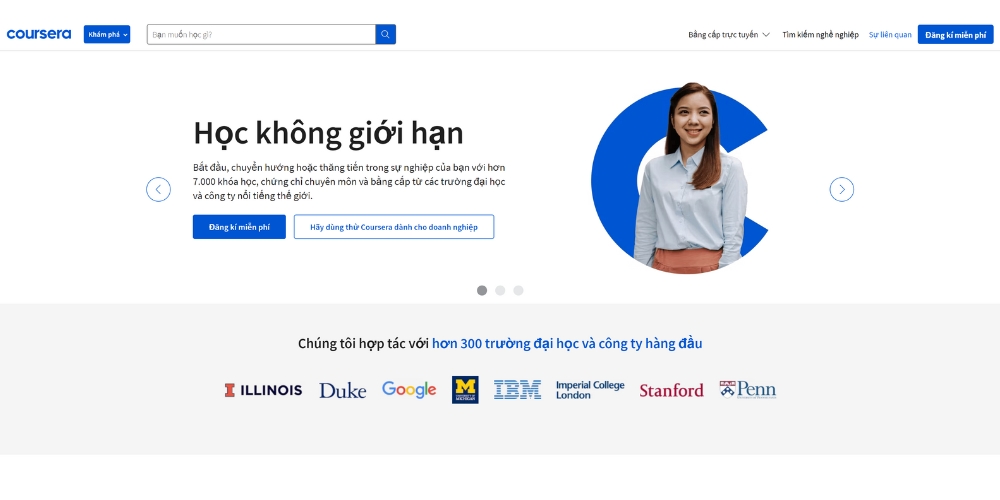 coursera
Khám phá
Bạn muốn học gì?
Bằng cấp trực tuyến
Tìm kiếm nghề nghiệp
Sự liên quan
Đăng kí miễn phí
Học không giới hạn
Bắt đầu, chuyển hướng hoặc thăng tiến trong sự nghiệp của bạn với hơn
7.000 khóa học, chứng chỉ chuyên môn và bằng cấp từ các trường đại học
và công ty nổi tiếng thế giới.
Đăng kí miễn phí
Hãy dùng thử Coursera dành cho doanh nghiệp
Chúng tôi hợp tác với hơn 300 trường đại học và công ty hàng đầu
I ILLINOIS
Duke
Google
M
IBM
Imperial College
London
Stanford
Penn